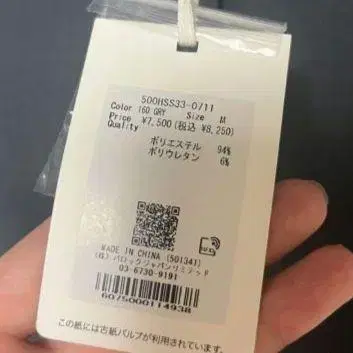 500HSS33-0711
Color 160 GRY Size M
Price ¥7,500(税込 ¥8,250)
Quality
ポリエステル 94%
ポリウレタン 6%
MADE IN CHINA (50134)
(株)バロックジャパンリミテッド
03-6730-9191
6075000114938
この紙には古紙パルプが利用されています。